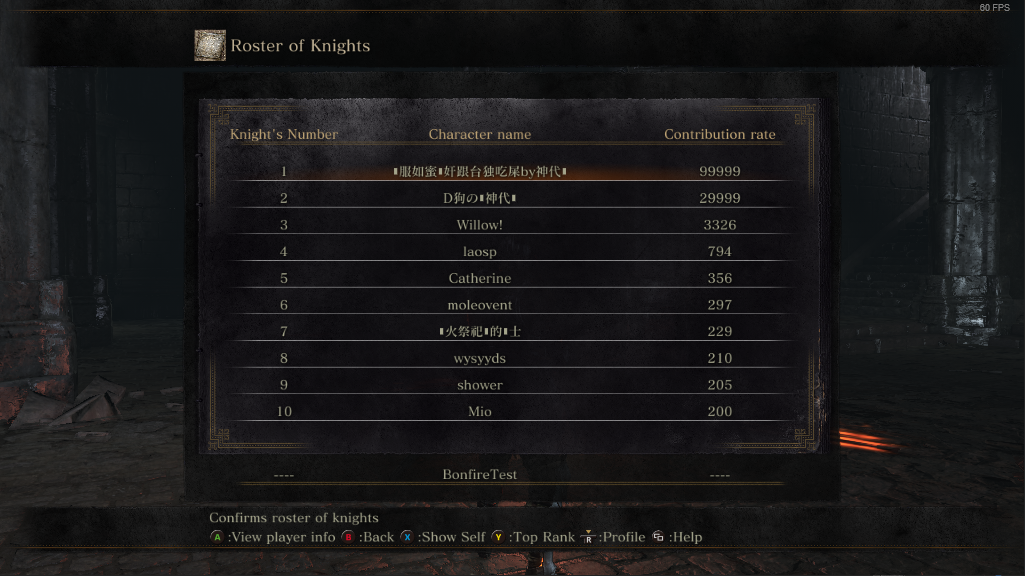 60 FPS
Roster of Knights
Knight's Number Character name Contribution rate
1 ▮服如蜜▮奸跟台独吃屎by神代▮ 99999
2 D狗の▮神代▮ 29999
3 Willow! 3326
4 laosp 794
5 Catherine 356
6 moleovent 297
7 ▮火祭祀▮的▮士 229
8 wysyyds 210
9 shower 205
10 Mio 200
---- BonfireTest ----
Confirms roster of knights
A :View player info B :Back X :Show Self Y :Top Rank R :Profile :Help